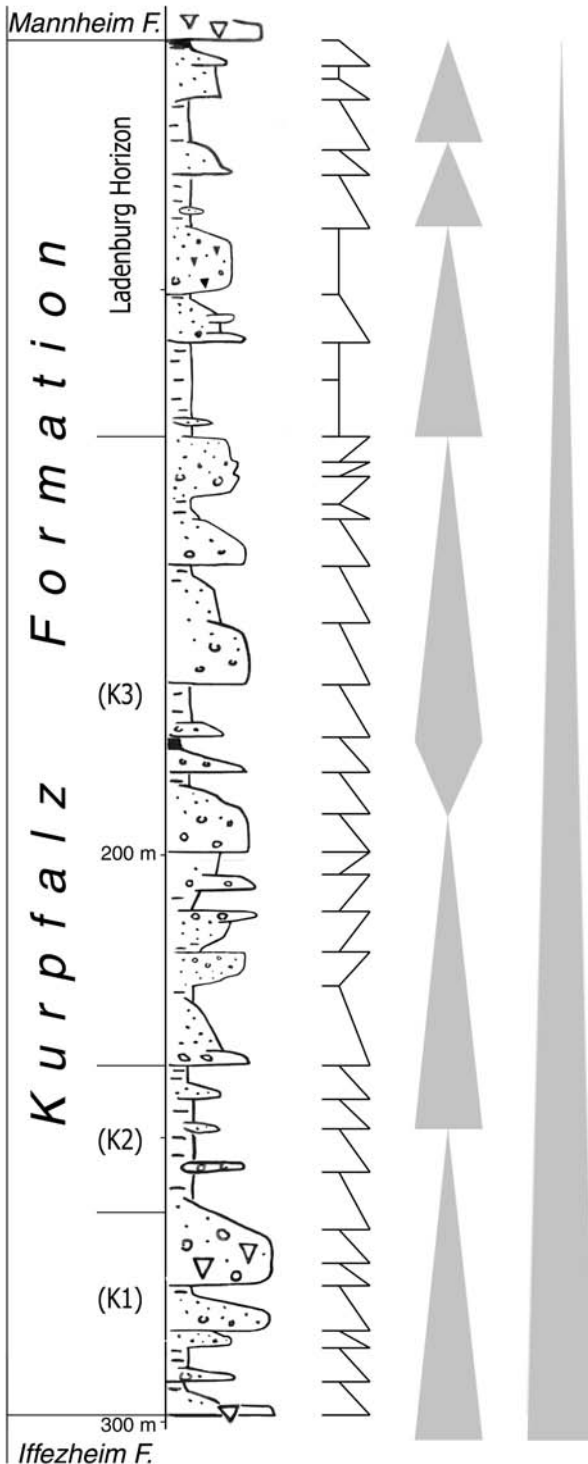 Mannheim F.
Ladenburg Horizon
Kurpfalz Formation
(K3)
200 m
(K2)
(K1)
300 m
Iffezheim F.